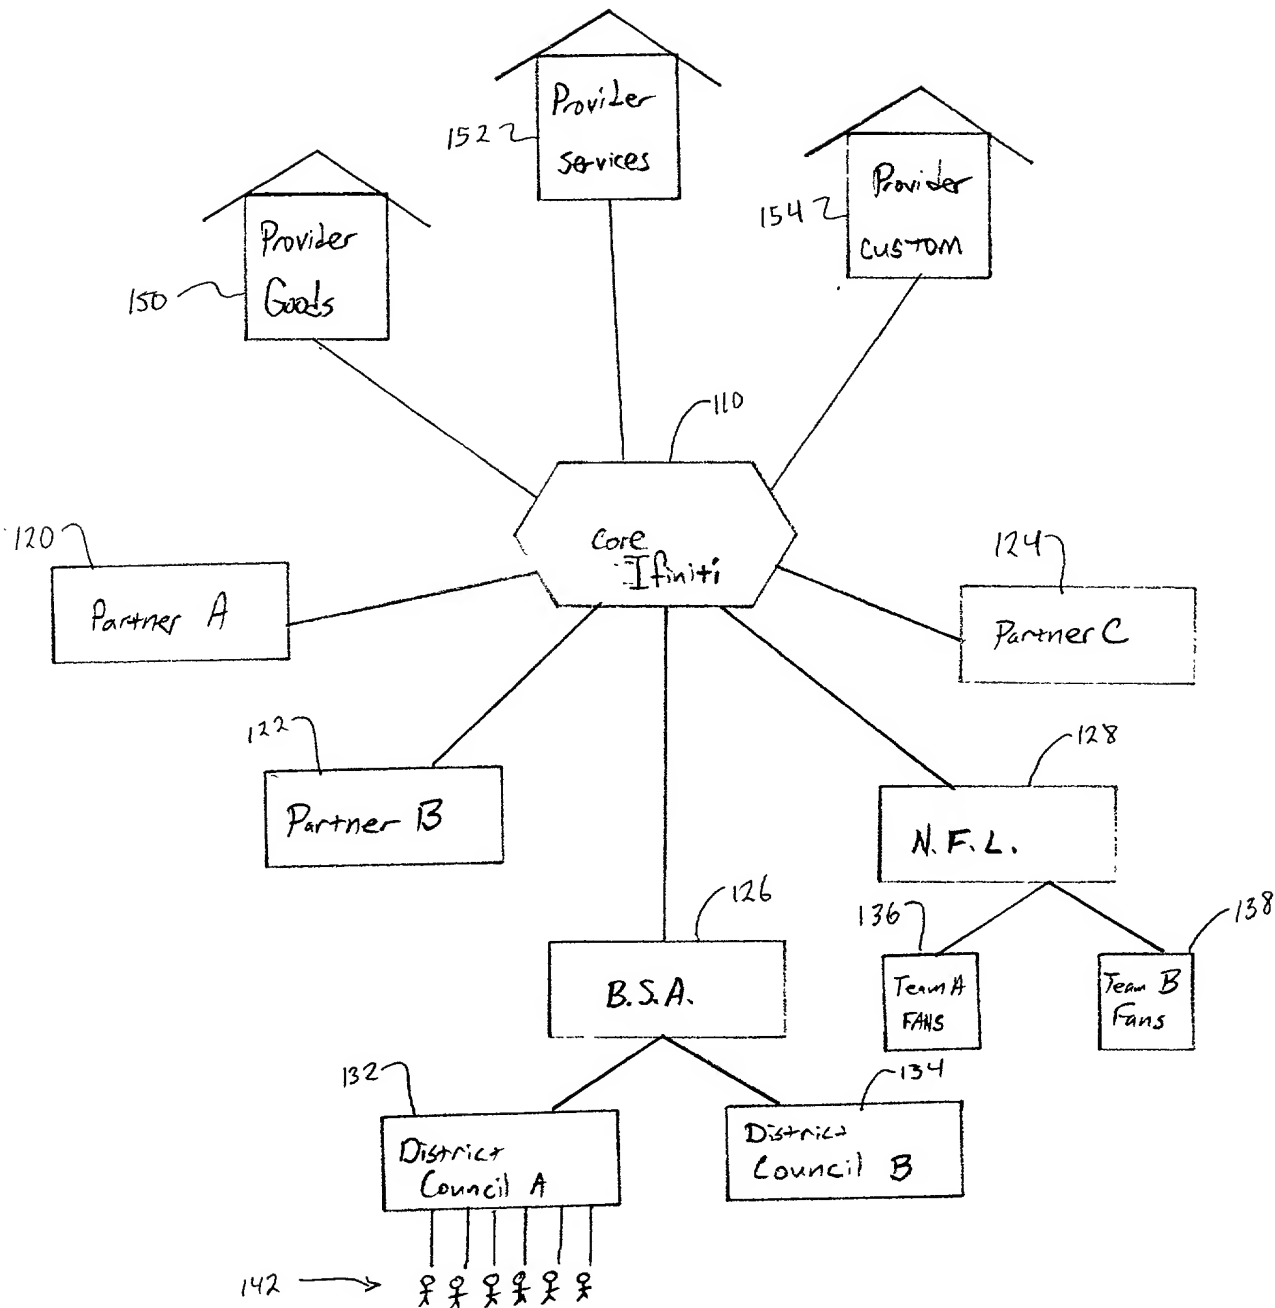 152
Provider
Services
154
Provider
CUSTOM
150
Provider
Goods
110
Core
Ifiniti
120
Partner A
124
Partner C
122
Partner B
128
N.F.L.
126
B.S.A.
136
Team A
FANS
138
Team B
Fans
132
District
Council A
134
District
Council B
142